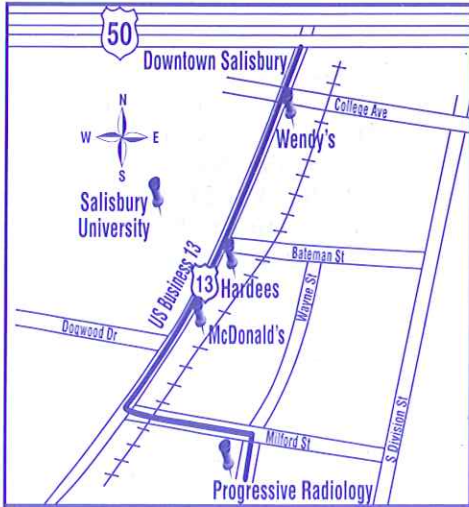 50
Downtown Salisbury
N
W E
S
College Ave
Wendy's
Salisbury
University
US Business 13
Bateman St
13
Hardees
Wayne St
McDonald's
Dogwood Dr
S Division St
Milford St
Progressive Radiology